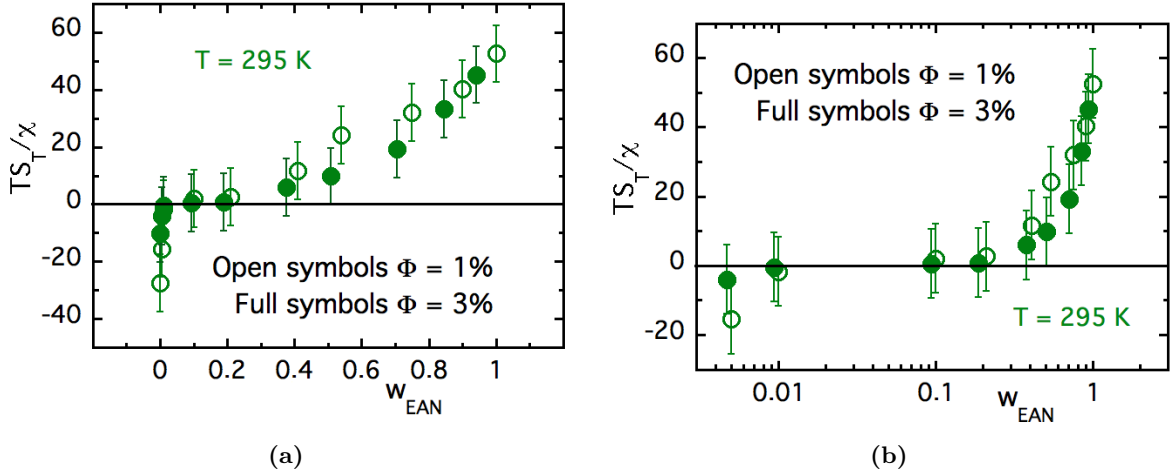 60
40
20
0
-20
-40
TS_T/χ
T = 295 K
Open symbols Φ = 1%
Full symbols Φ = 3%
0 0.2 0.4 0.6 0.8 1
w_EAN
(a)
60
40
20
0
-20
TS_T/χ
Open symbols Φ = 1%
Full symbols Φ = 3%
T = 295 K
0.01 0.1 1
w_EAN
(b)